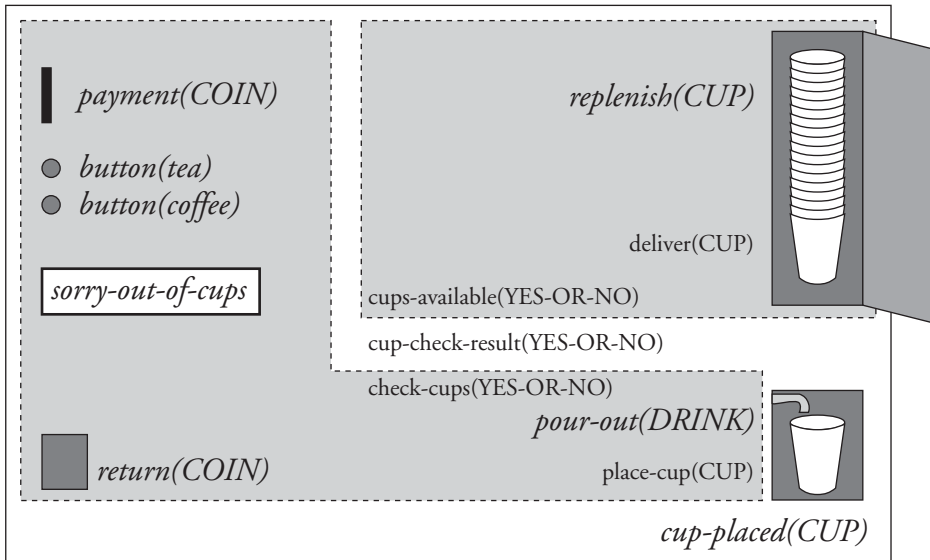 payment(COIN)
button(tea)
button(coffee)
sorry-out-of-cups
return(COIN)
replenish(CUP)
deliver(CUP)
cups-available(YES-OR-NO)
cup-check-result(YES-OR-NO)
check-cups(YES-OR-NO)
pour-out(DRINK)
place-cup(CUP)
cup-placed(CUP)